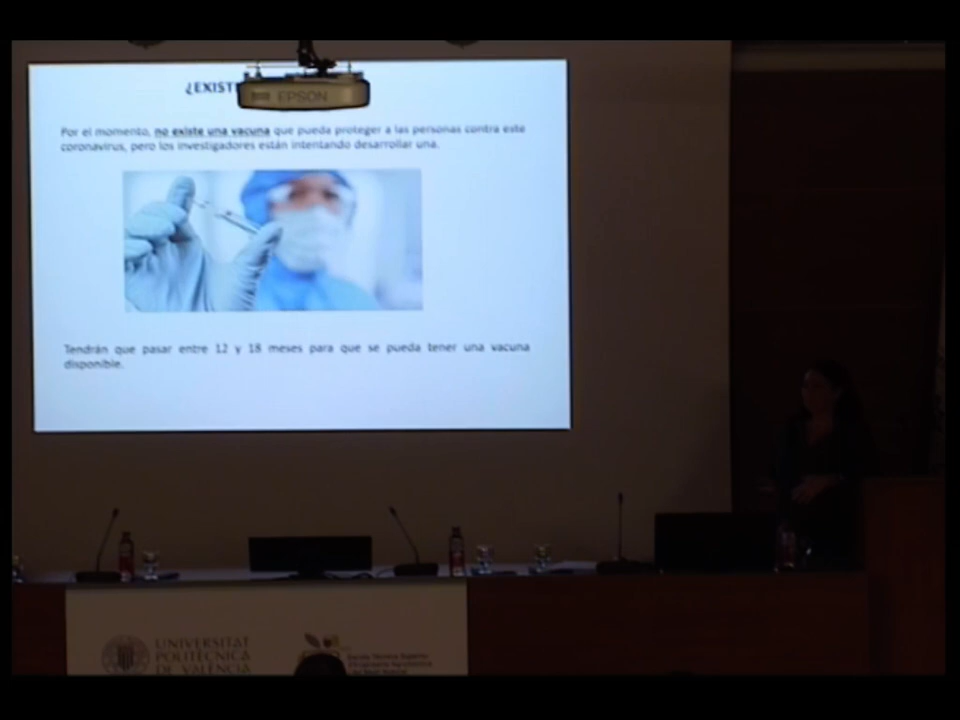 ¿EXIST
EPSON
Por el momento, no existe una vacuna que pueda proteger a las personas contra este
coronavirus, pero los investigadores están intentando desarrollar una.
Tendrán que pasar entre 12 y 18 meses para que se pueda tener una vacuna
disponible.
UNIVERSITAT
POLITÈCNICA
DE VALÈNCIA